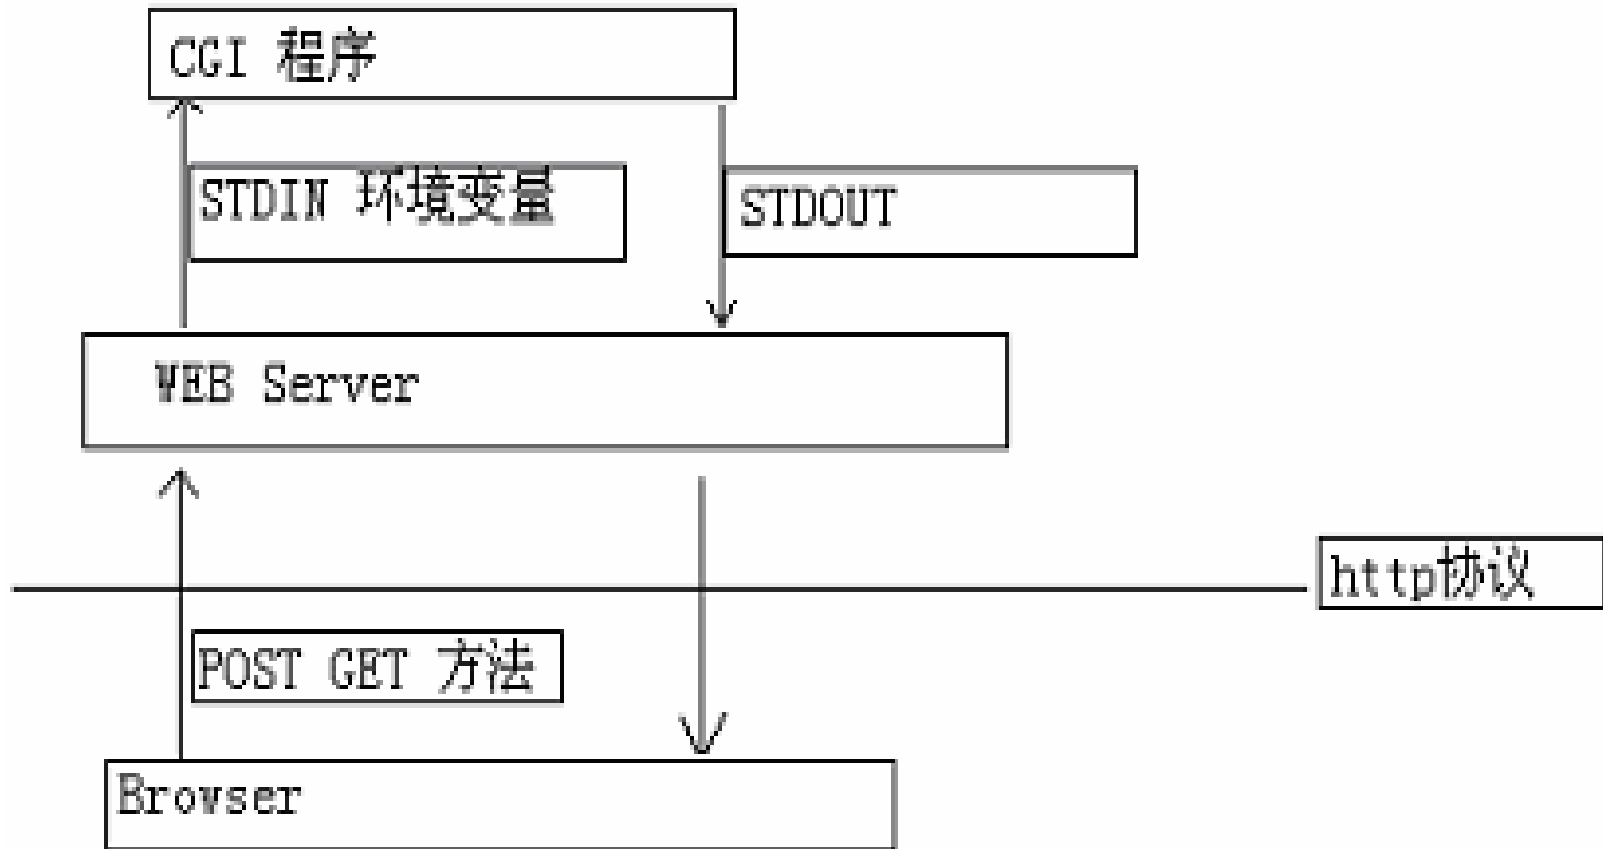 CGI 程序
STDIN 环境变量
STDOUT
WEB Server
http协议
POST GET 方法
Browser